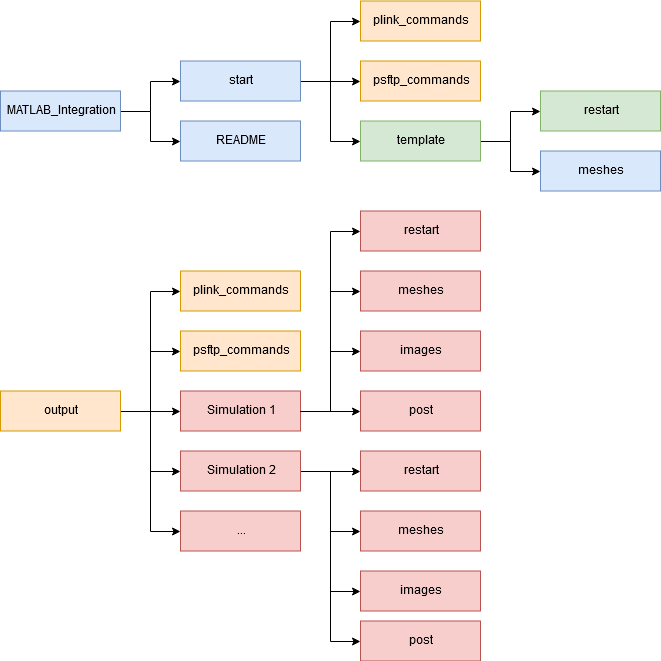 plink_commands
start
psftp_commands
MATLAB_Integration
restart
README
template
meshes
restart
plink_commands
meshes
psftp_commands
images
output
Simulation 1
post
Simulation 2
restart
...
meshes
images
post